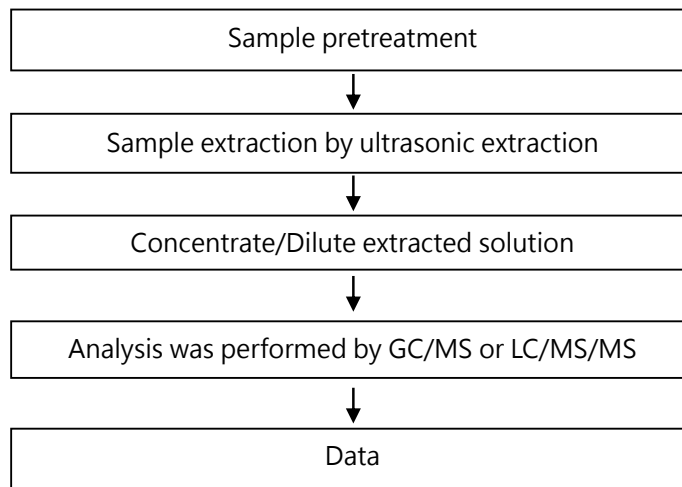 Sample pretreatment
Sample extraction by ultrasonic extraction
Concentrate/Dilute extracted solution
Analysis was performed by GC/MS or LC/MS/MS
Data